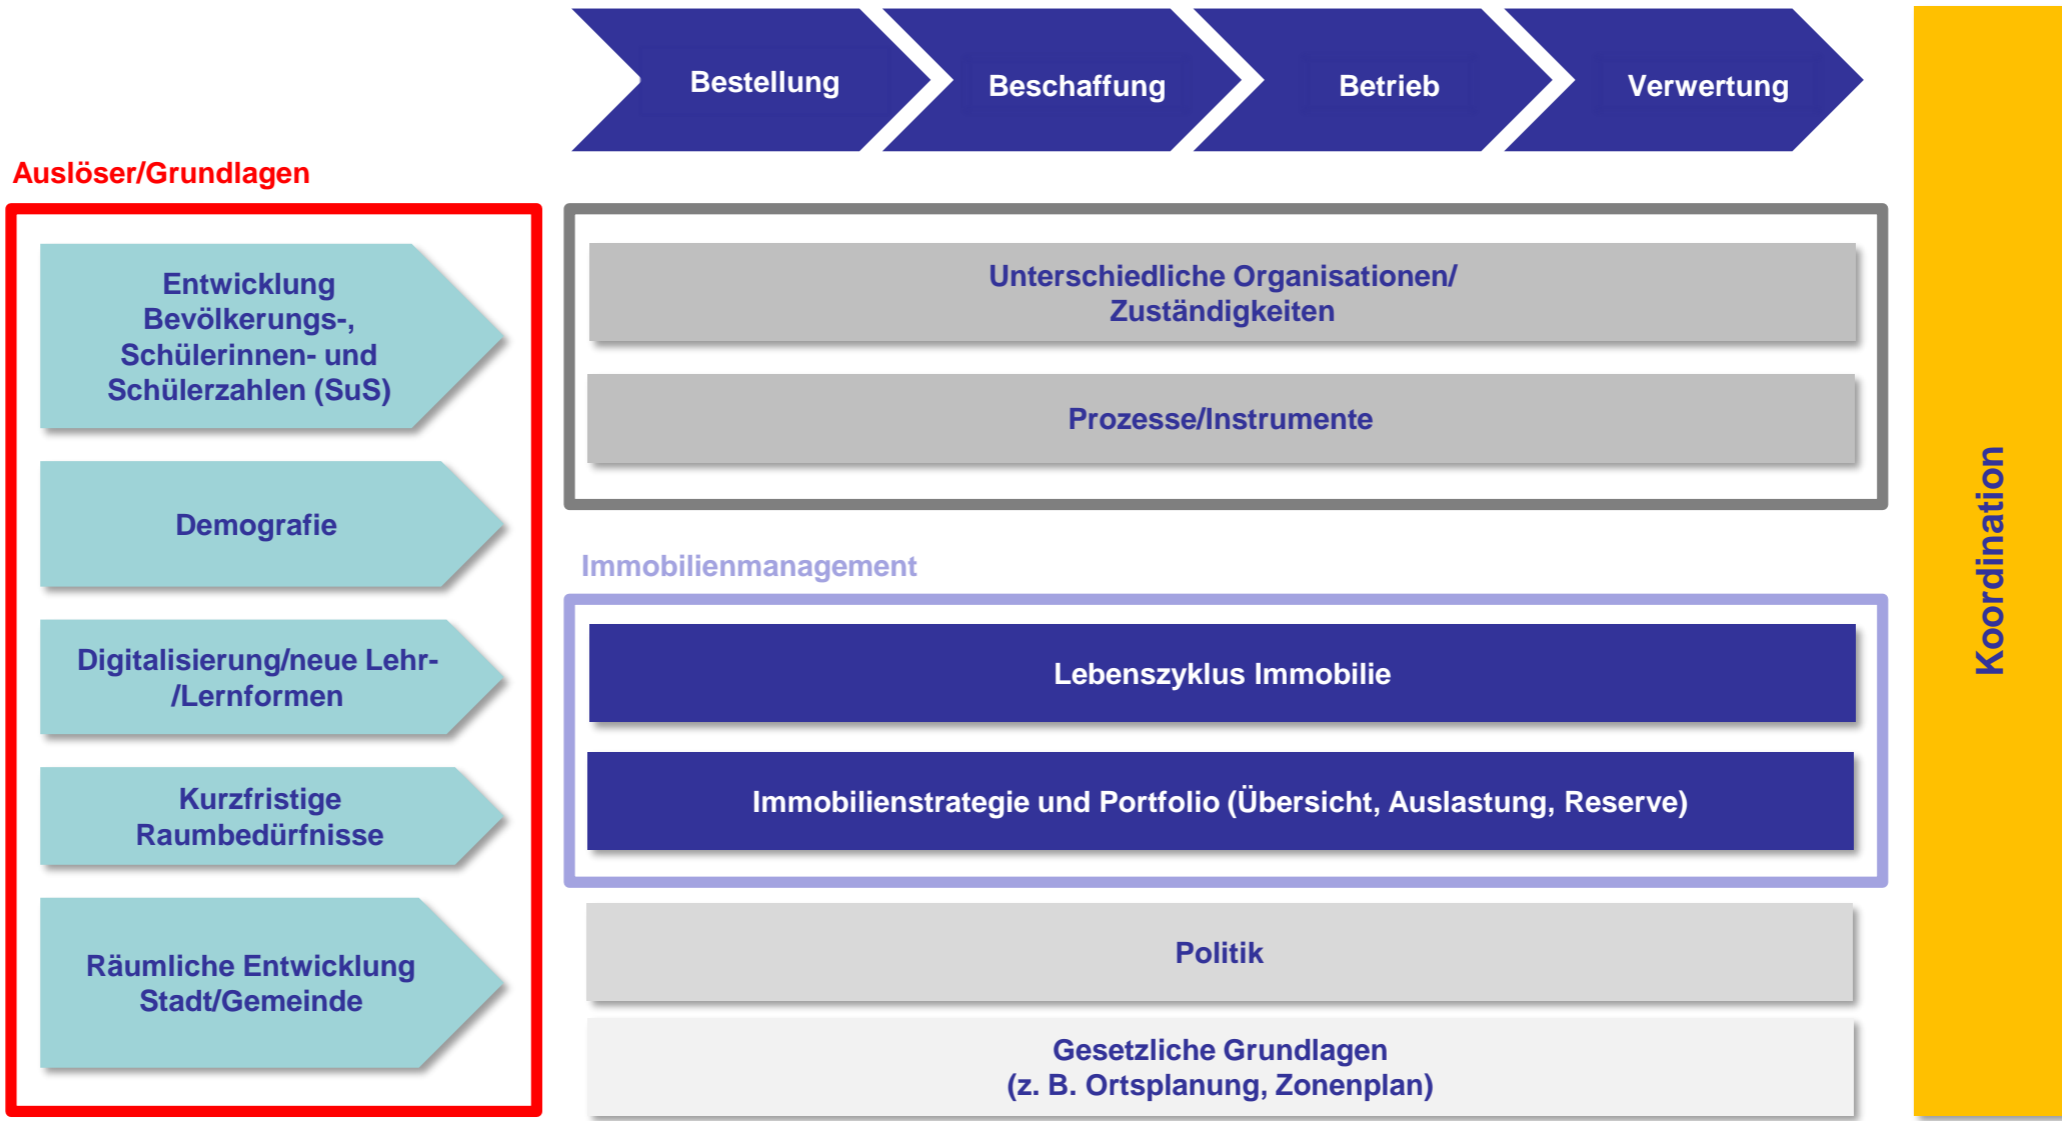 Bestellung
Beschaffung
Betrieb
Verwertung
Auslöser/Grundlagen
Entwicklung
Bevölkerungs-,
Schülerinnen- und
Schülerzahlen (SuS)
Demografie
Digitalisierung/neue Lehr-
/Lernformen
Kurzfristige
Raumbedürfnisse
Räumliche Entwicklung
Stadt/Gemeinde
Unterschiedliche Organisationen/
Zuständigkeiten
Prozesse/Instrumente
Immobilienmanagement
Lebenszyklus Immobilie
Immobilienstrategie und Portfolio (Übersicht, Auslastung, Reserve)
Politik
Gesetzliche Grundlagen
(z. B. Ortsplanung, Zonenplan)
Koordination